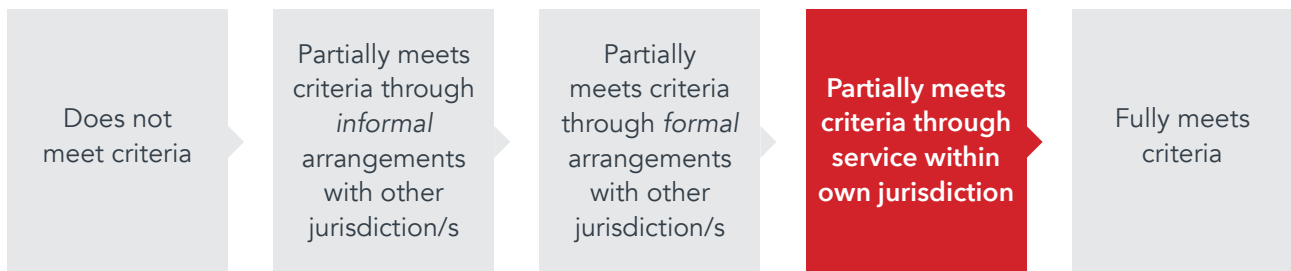 Does not
meet criteria
Partially meets
criteria through
informal
arrangements
with other
jurisdiction/s
Partially
meets criteria
through formal
arrangements
with other
jurisdiction/s
Partially meets
criteria through
service within
own jurisdiction
Fully meets
criteria